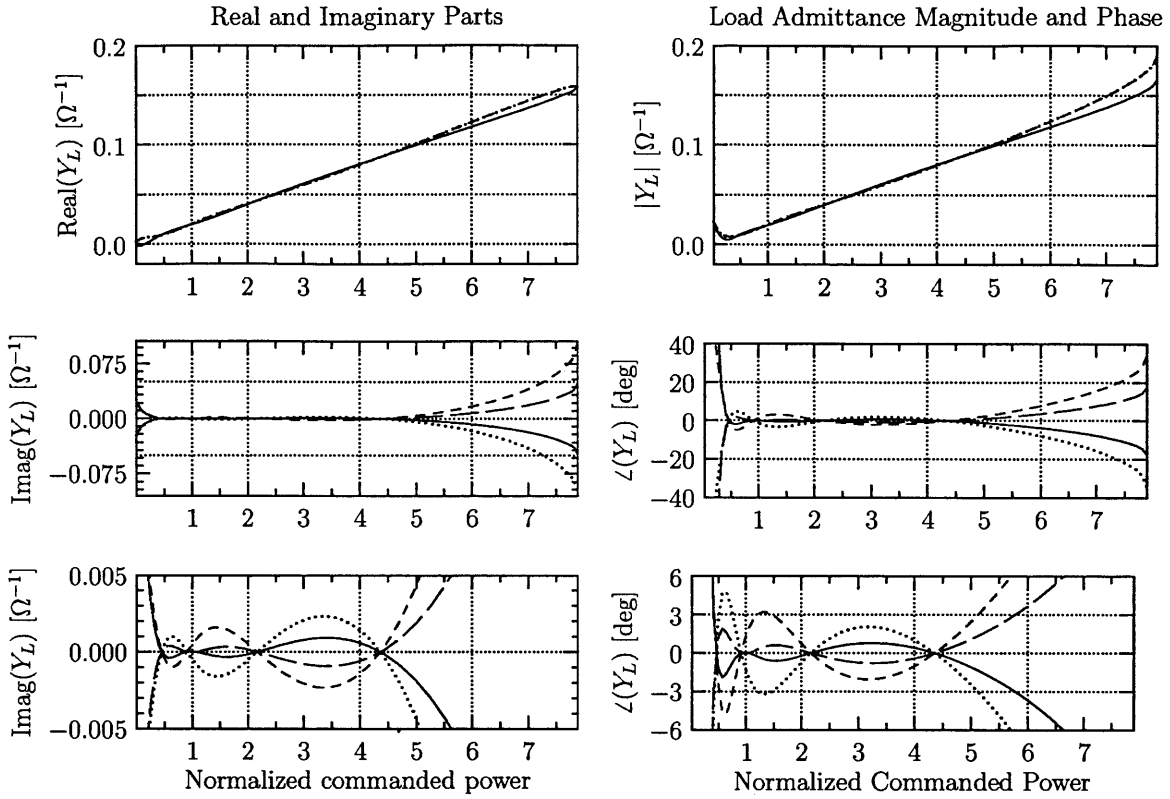 Real and Imaginary Parts
Real(Y_L) [Ω⁻¹]
0.2
0.1
0.0
1 2 3 4 5 6 7
Load Admittance Magnitude and Phase
|Y_L| [Ω⁻¹]
0.2
0.1
0.0
1 2 3 4 5 6 7
Imag(Y_L) [Ω⁻¹]
0.075
0.000
−0.075
1 2 3 4 5 6 7
∠(Y_L) [deg]
40
20
0
−20
−40
1 2 3 4 5 6 7
Imag(Y_L) [Ω⁻¹]
0.005
0.000
−0.005
1 2 3 4 5 6 7
Normalized commanded power
∠(Y_L) [deg]
6
3
0
−3
−6
1 2 3 4 5 6 7
Normalized Commanded Power